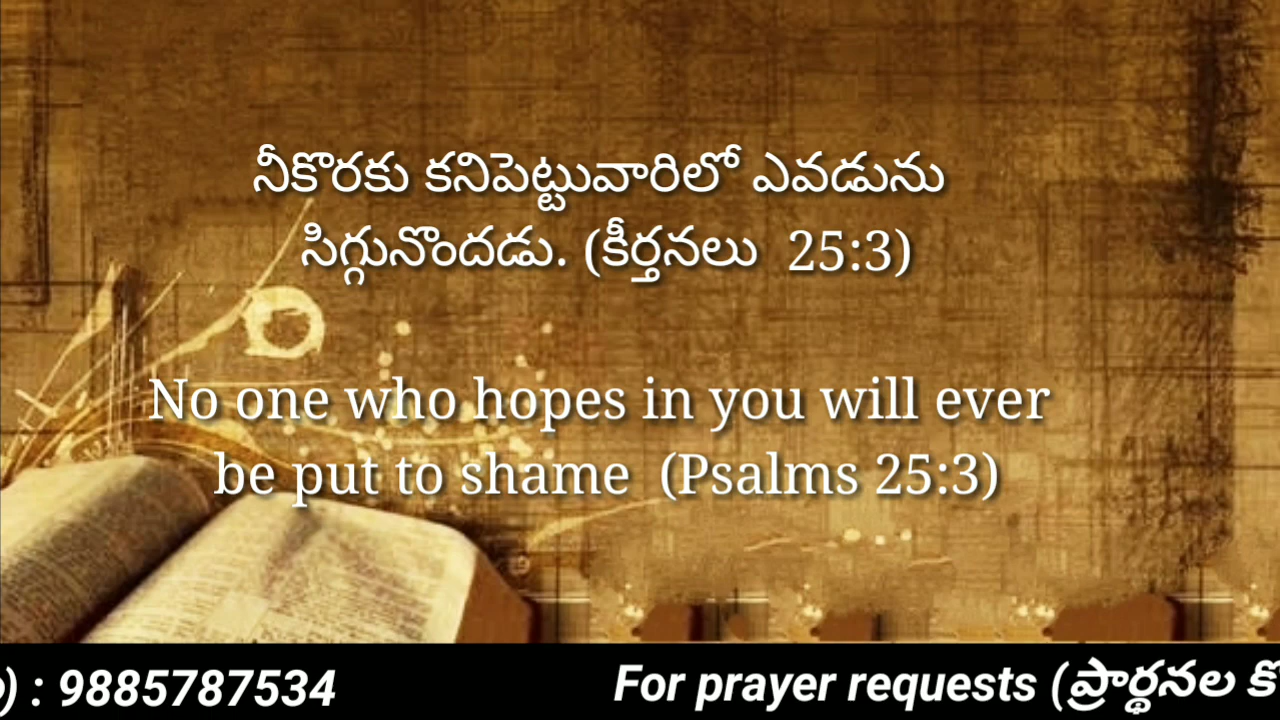 నీకొరకు కనిపెట్టువారిలో ఎవడును
సిగ్గునొందడు. (కీర్తనలు 25:3)
No one who hopes in you will ever
be put to shame (Psalms 25:3)
) : 9885787534 For prayer requests (ప్రార్థనల